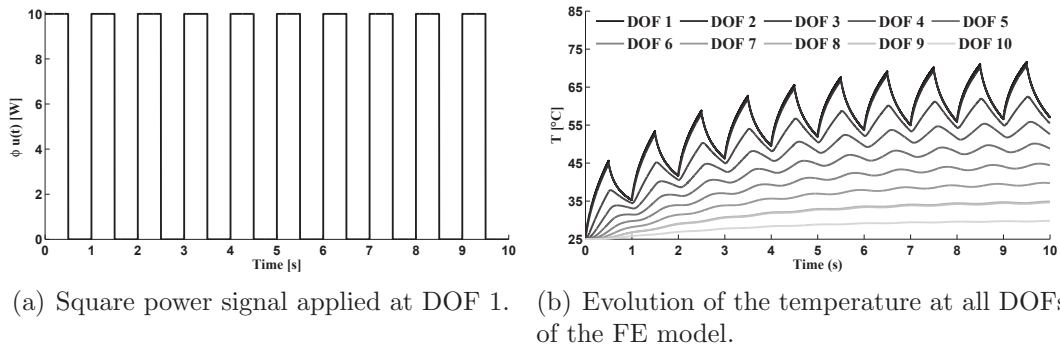 10
8
6
4
2
0
ϕ u(t) [W]
0 1 2 3 4 5 6 7 8 9 10
Time [s]
(a) Square power signal applied at DOF 1.
85
75
65
55
45
35
25
T [°C]
DOF 1 DOF 2 DOF 3 DOF 4 DOF 5
DOF 6 DOF 7 DOF 8 DOF 9 DOF 10
0 1 2 3 4 5 6 7 8 9 10
Time (s)
(b) Evolution of the temperature at all DOFs
of the FE model.